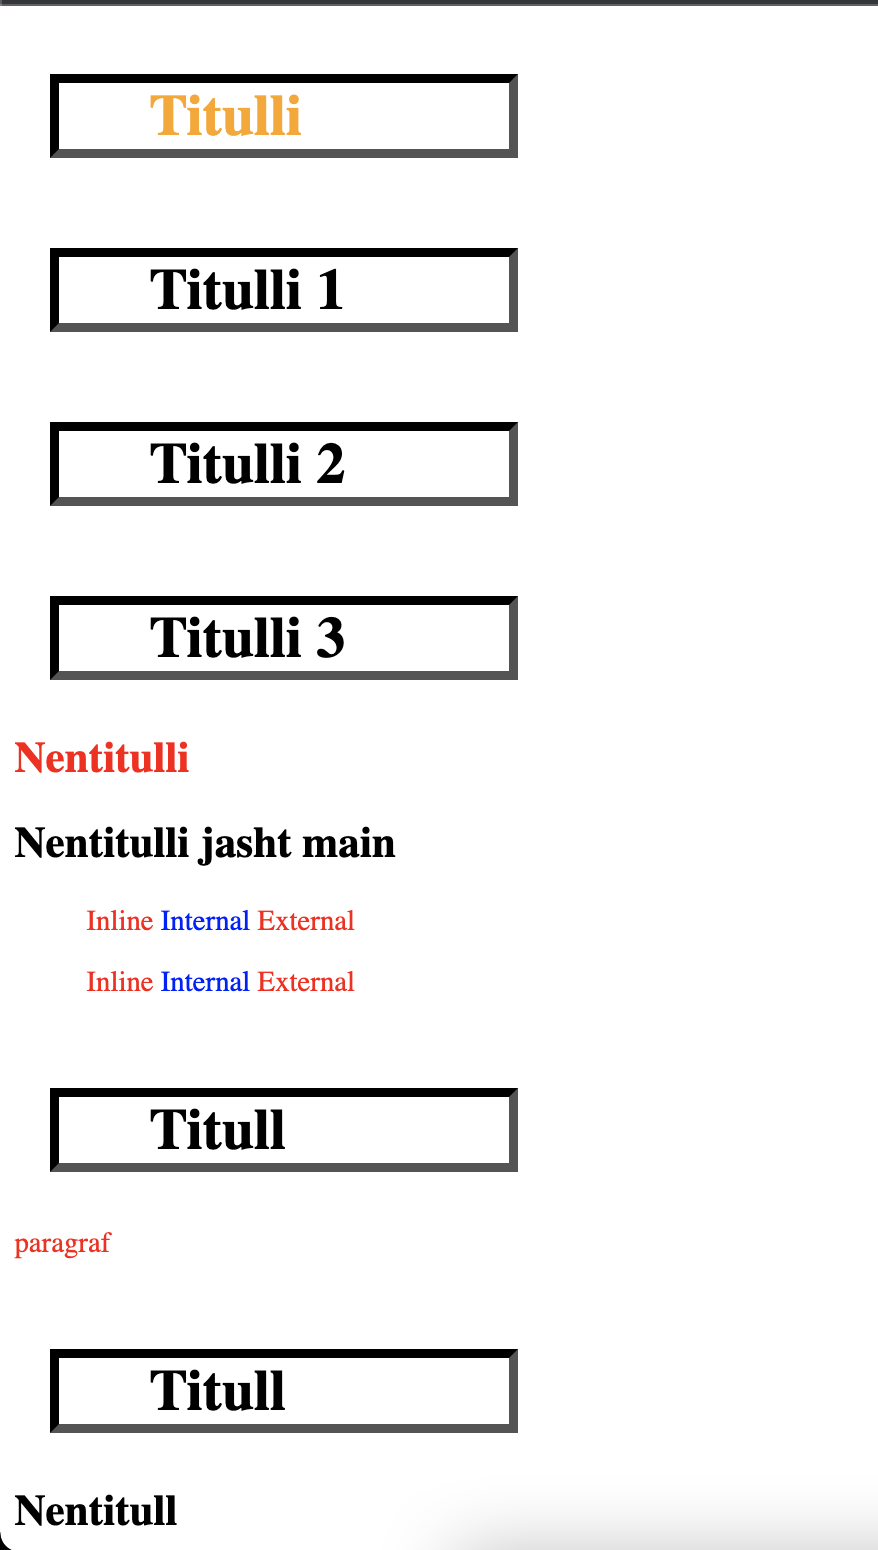 Titulli
Titulli 1
Titulli 2
Titulli 3
Nentitulli
Nentitulli jasht main
Inline Internal External
Inline Internal External
Titull
paragraf
Titull
Nentitull